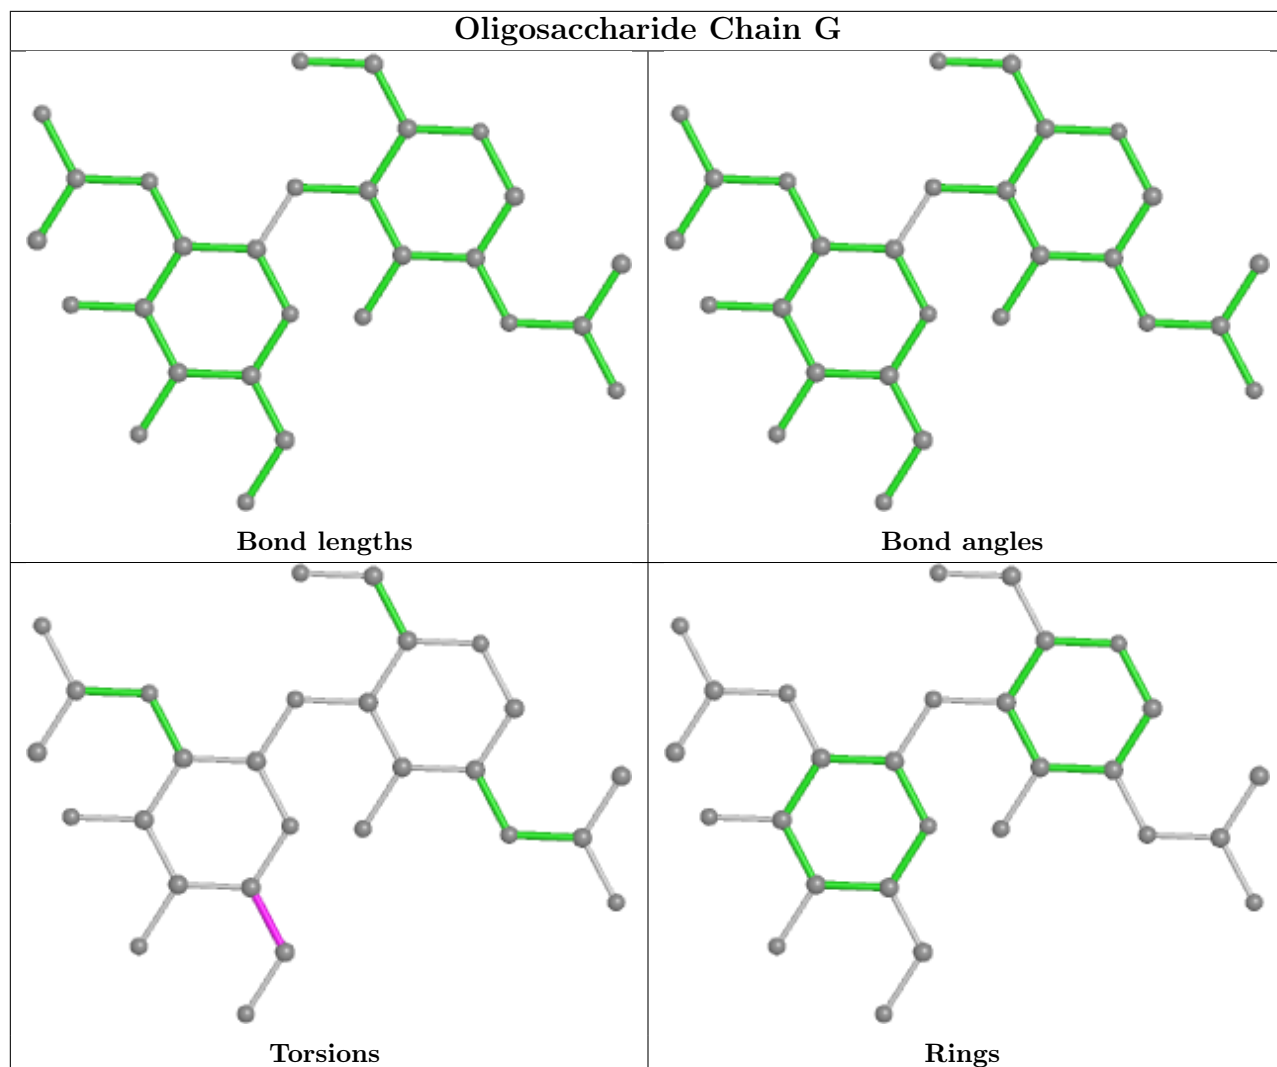 Oligosaccharide Chain G
Bond lengths
Bond angles
Torsions
Rings